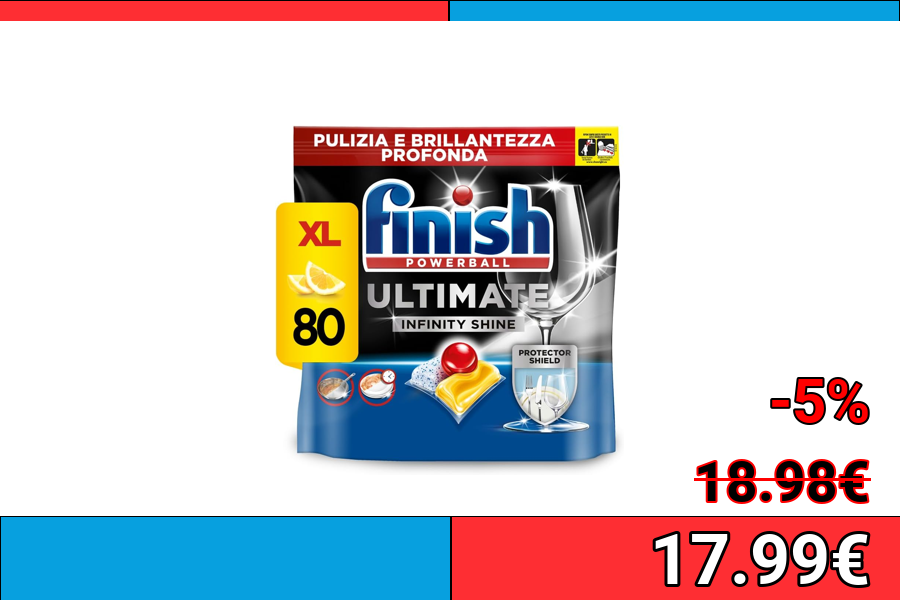 PULIZIA E BRILLANTEZZA
PROFONDA
finish
POWERBALL
XL
80
ULTIMATE
INFINITY SHINE
PROTECTOR
SHIELD
-5%
18.98€
17.99€